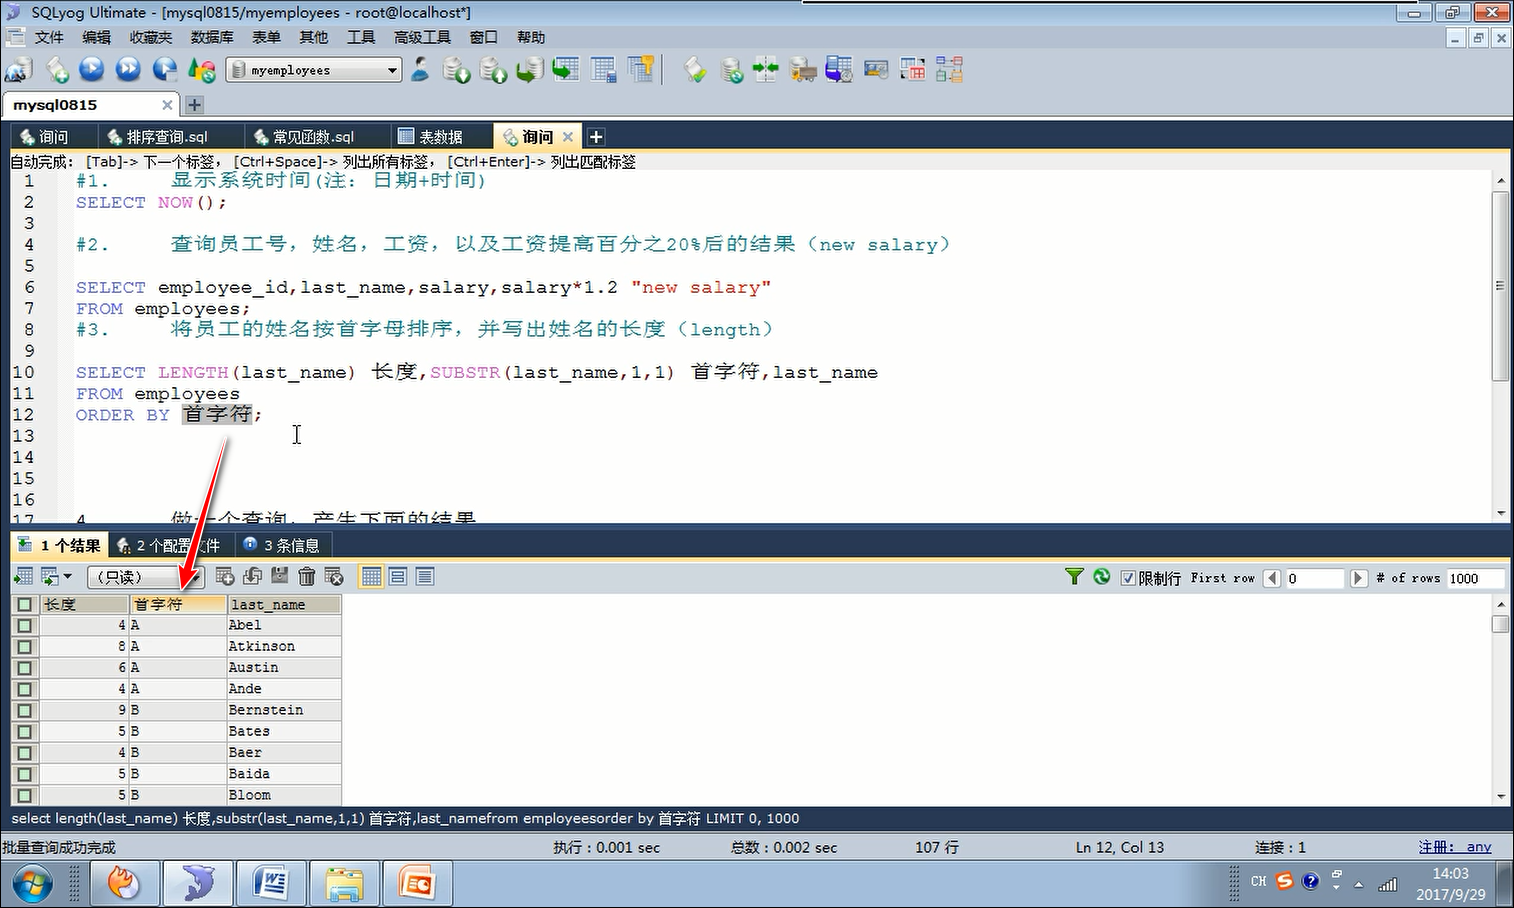 SQLyog Ultimate - [mysql0815/myemployees - root@localhost*]
文件 编辑 收藏夹 数据库 表单 其他 工具 高级工具 窗口 帮助
myemployees
mysql0815
询问 排序查询.sql 常见函数.sql 表数据 询问
自动完成： [Tab]-> 下一个标签， [Ctrl+Space]-> 列出所有标签， [Ctrl+Enter]-> 列出匹配标签
1 #1. 显示系统时间(注：日期+时间)
2 SELECT NOW();
3
4 #2. 查询员工号，姓名，工资，以及工资提高百分之20%后的结果（new salary）
5
6 SELECT employee_id,last_name,salary,salary*1.2 "new salary"
7 FROM employees;
8 #3. 将员工的姓名按首字母排序，并写出姓名的长度（length）
9
10 SELECT LENGTH(last_name) 长度,SUBSTR(last_name,1,1) 首字符,last_name
11 FROM employees
12 ORDER BY 首字符;
13
14
15
16
17 4. 做一个查询，产生下面的结果
1 个结果 2 个配置文件 3 条信息
（只读） 限制行 First row 0 # of rows 1000
长度 首字符 last_name
4 A Abel
8 A Atkinson
6 A Austin
4 A Ande
9 B Bernstein
5 B Bates
4 B Baer
5 B Baida
5 B Bloom
select length(last_name) 长度,substr(last_name,1,1) 首字符,last_namefrom employeesorder by 首字符 LIMIT 0, 1000
批量查询成功完成 执行 : 0.001 sec 总数 : 0.002 sec 107 行 Ln 12, Col 13 连接 : 1 注册: any
CH 14:03
2017/9/29